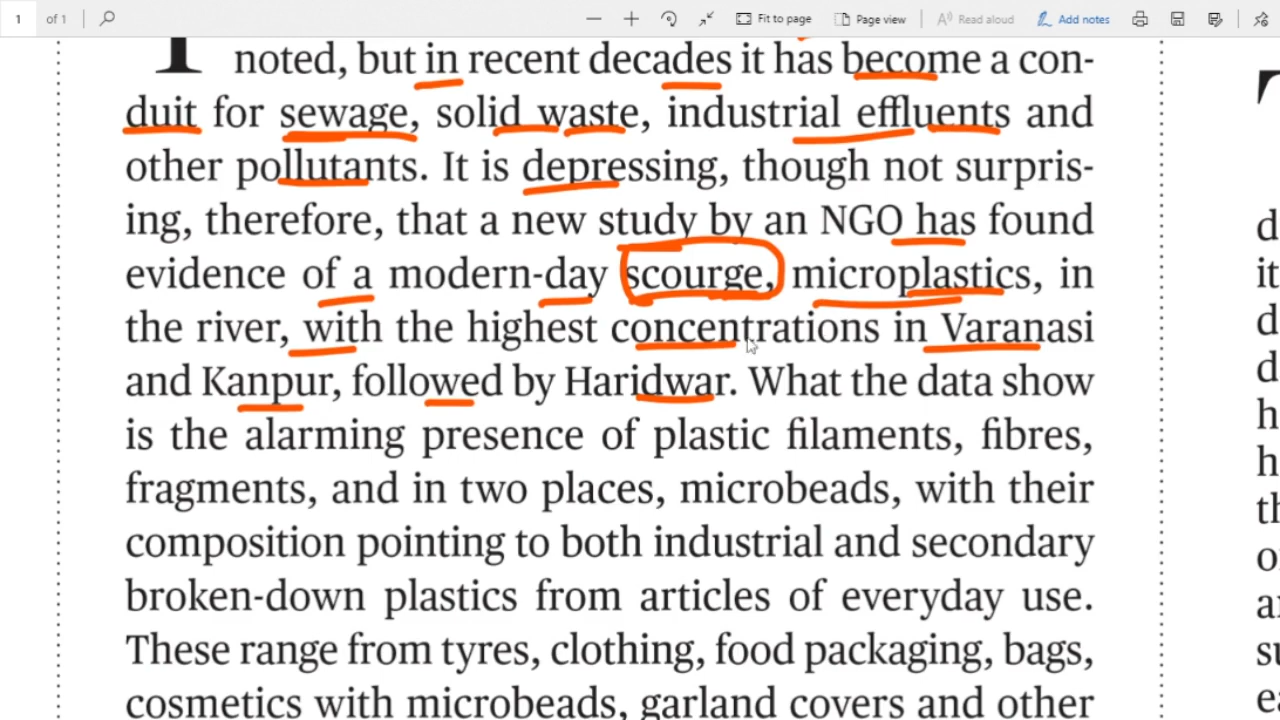 1 of 1 Fit to page Page view Read aloud Add notes
noted, but in recent decades it has become a con-
duit for sewage, solid waste, industrial effluents and
other pollutants. It is depressing, though not surpris-
ing, therefore, that a new study by an NGO has found
evidence of a modern-day scourge, microplastics, in
the river, with the highest concentrations in Varanasi
and Kanpur, followed by Haridwar. What the data show
is the alarming presence of plastic filaments, fibres,
fragments, and in two places, microbeads, with their
composition pointing to both industrial and secondary
broken-down plastics from articles of everyday use.
These range from tyres, clothing, food packaging, bags,
cosmetics with microbeads, garland covers and other